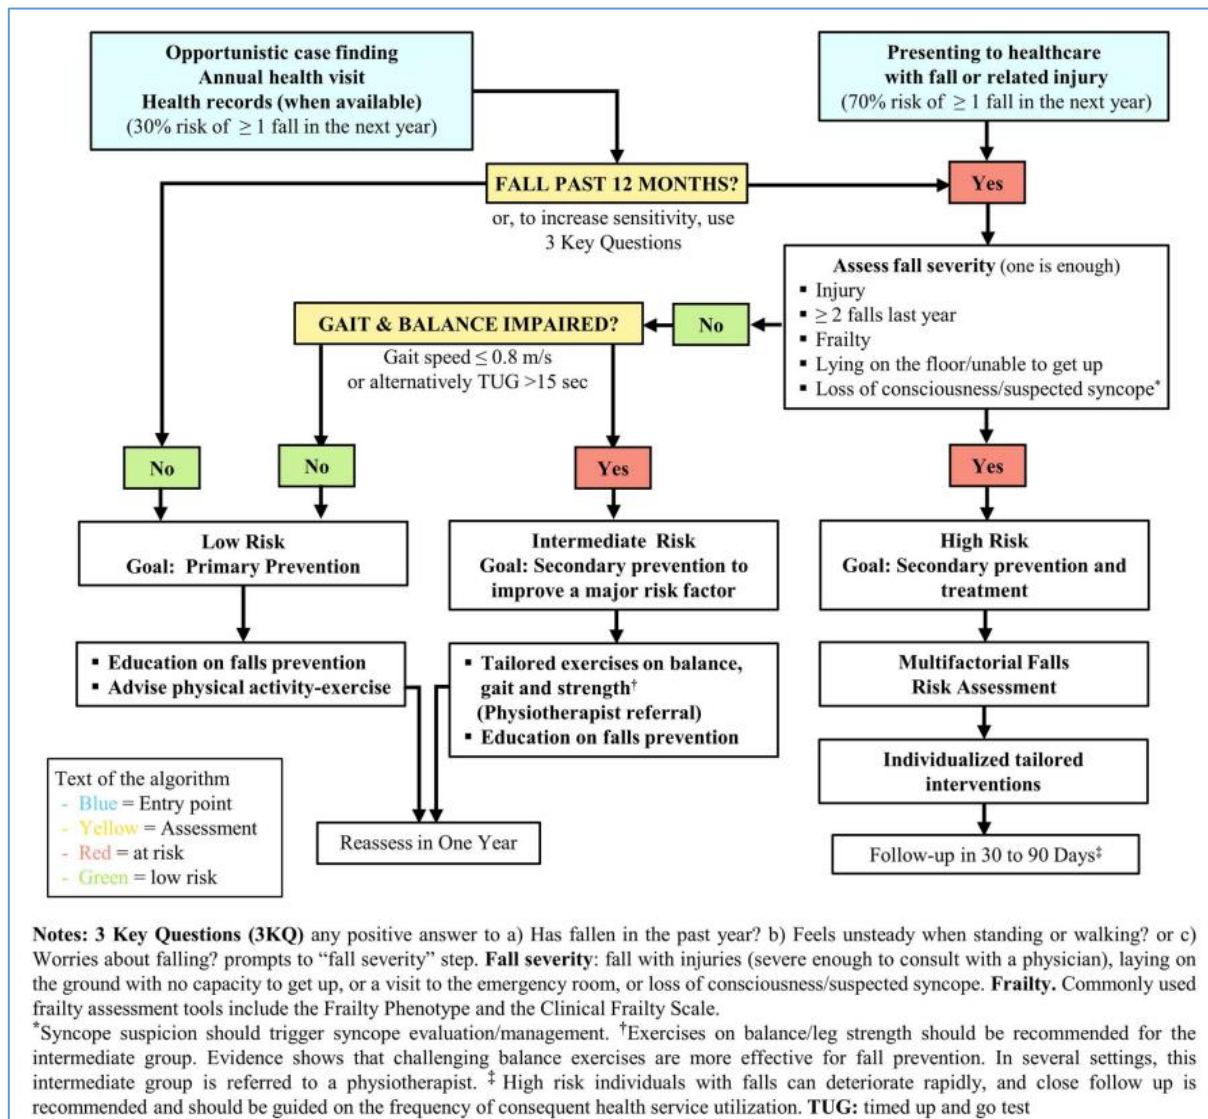 Opportunistic case finding
Annual health visit
Health records (when available)
(30% risk of ≥ 1 fall in the next year)
Presenting to healthcare
with fall or related injury
(70% risk of ≥ 1 fall in the next year)
FALL PAST 12 MONTHS?
Yes
or, to increase sensitivity, use
3 Key Questions
Assess fall severity (one is enough)
▪ Injury
▪ ≥ 2 falls last year
▪ Frailty
▪ Lying on the floor/unable to get up
▪ Loss of consciousness/suspected syncope*
GAIT & BALANCE IMPAIRED?
No
Gait speed ≤ 0.8 m/s
or alternatively TUG >15 sec
No
No
Yes
Yes
Low Risk
Goal: Primary Prevention
Intermediate Risk
Goal: Secondary prevention to
improve a major risk factor
High Risk
Goal: Secondary prevention and
treatment
▪ Education on falls prevention
▪ Advise physical activity-exercise
▪ Tailored exercises on balance,
gait and strength†
(Physiotherapist referral)
▪ Education on falls prevention
Multifactorial Falls
Risk Assessment
Individualized tailored
interventions
Text of the algorithm
- Blue = Entry point
- Yellow = Assessment
- Red = at risk
- Green = low risk
Reassess in One Year
Follow-up in 30 to 90 Days‡
Notes: 3 Key Questions (3KQ) any positive answer to a) Has fallen in the past year? b) Feels unsteady when standing or walking? or c)
Worries about falling? prompts to “fall severity” step. Fall severity: fall with injuries (severe enough to consult with a physician), laying on
the ground with no capacity to get up, or a visit to the emergency room, or loss of consciousness/suspected syncope. Frailty. Commonly used
frailty assessment tools include the Frailty Phenotype and the Clinical Frailty Scale.
*Syncope suspicion should trigger syncope evaluation/management. †Exercises on balance/leg strength should be recommended for the
intermediate group. Evidence shows that challenging balance exercises are more effective for fall prevention. In several settings, this
intermediate group is referred to a physiotherapist. ‡ High risk individuals with falls can deteriorate rapidly, and close follow up is
recommended and should be guided on the frequency of consequent health service utilization. TUG: timed up and go test